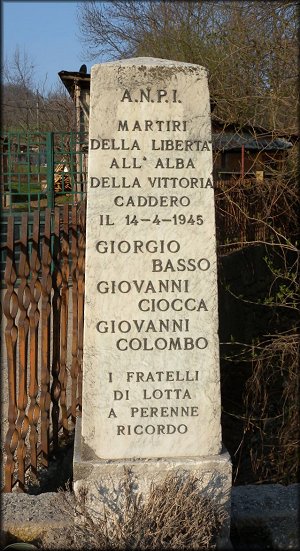 A.N.P.I.
MARTIRI
DELLA LIBERTA'
ALL' ALBA
DELLA VITTORIA
CADDERO
IL 14-4-1945
GIORGIO
BASSO
GIOVANNI
CIOCCA
GIOVANNI
COLOMBO
I FRATELLI
DI LOTTA
A PERENNE
RICORDO